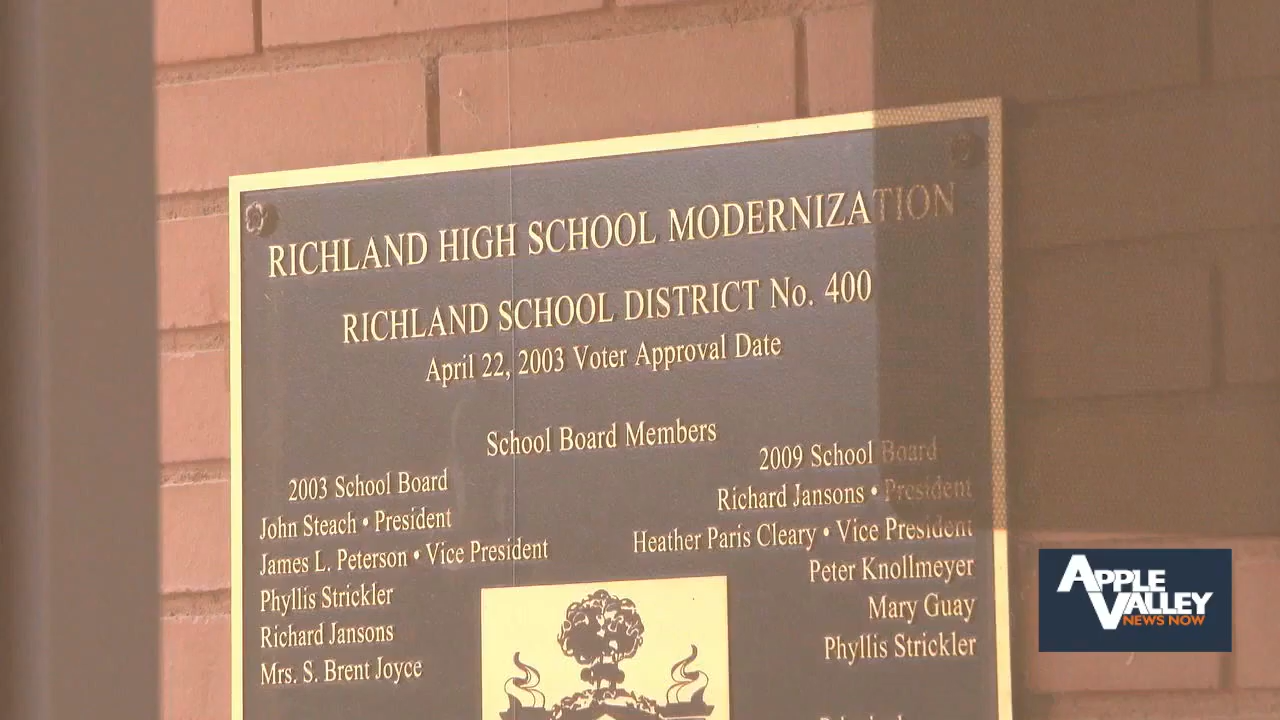 RICHLAND HIGH SCHOOL MODERNIZATION
RICHLAND SCHOOL DISTRICT No. 400
April 22, 2003 Voter Approval Date
School Board Members
2003 School Board
John Steach • President
James L. Peterson • Vice President
Phyllis Strickler
Richard Jansons
Mrs. S. Brent Joyce
2009 School Board
Richard Jansons • President
Heather Paris Cleary • Vice President
Peter Knollmeyer
Mary Guay
Phyllis Strickler
APPLE
VALLEY
NEWS NOW